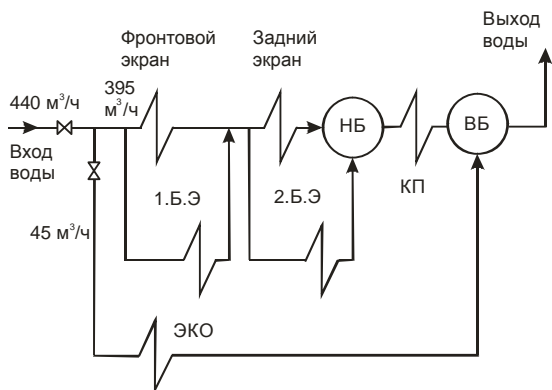 Выход
воды
Фронтовой
экран
Задний
экран
440 м³/ч
395
м³/ч
НБ
ВБ
Вход
воды
КП
1.Б.Э
2.Б.Э
45 м³/ч
ЭКО